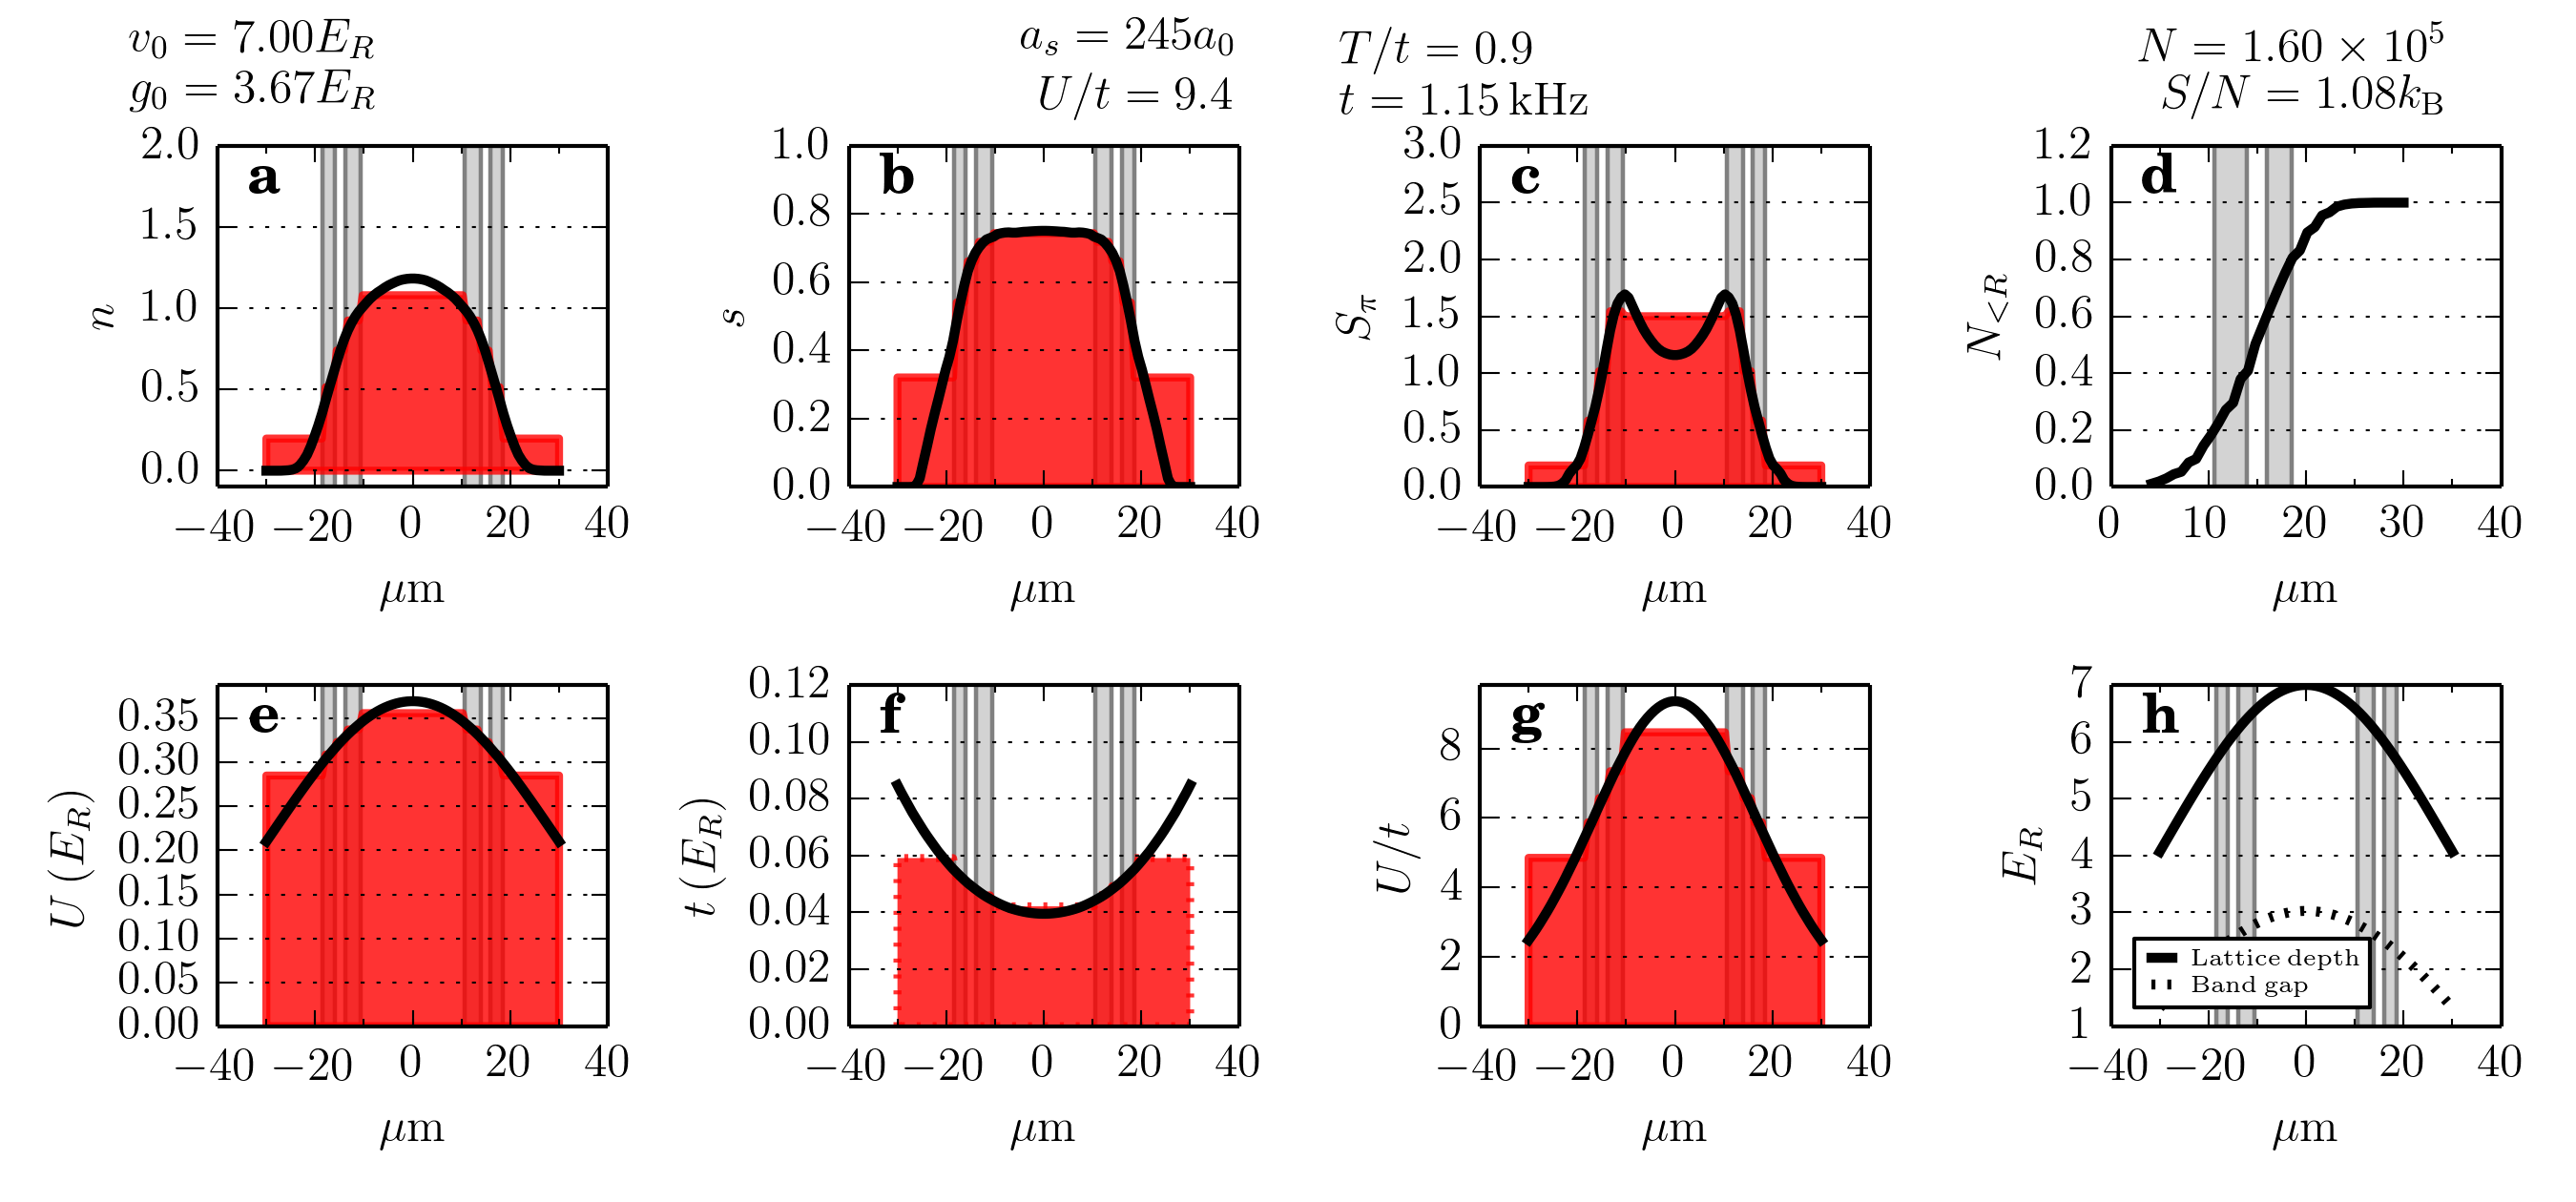 v₀ = 7.00E_R
g₀ = 3.67E_R
a_s = 245a₀
U/t = 9.4
T/t = 0.9
t = 1.15 kHz
N = 1.60 × 10⁵
S/N = 1.08k_B
a
n
2.0
1.5
1.0
0.5
0.0
−40 −20 0 20 40
μm
b
s
1.0
0.8
0.6
0.4
0.2
0.0
−40 −20 0 20 40
μm
c
S_π
3.0
2.5
2.0
1.5
1.0
0.5
0.0
−40 −20 0 20 40
μm
d
N_{<R}
1.2
1.0
0.8
0.6
0.4
0.2
0.0
0 10 20 30 40
μm
e
U (E_R)
0.35
0.30
0.25
0.20
0.15
0.10
0.05
0.00
−40 −20 0 20 40
μm
f
t (E_R)
0.12
0.10
0.08
0.06
0.04
0.02
0.00
−40 −20 0 20 40
μm
g
U/t
8
6
4
2
0
−40 −20 0 20 40
μm
h
E_R
7
6
5
4
3
2
1
Lattice depth
Band gap
−40 −20 0 20 40
μm